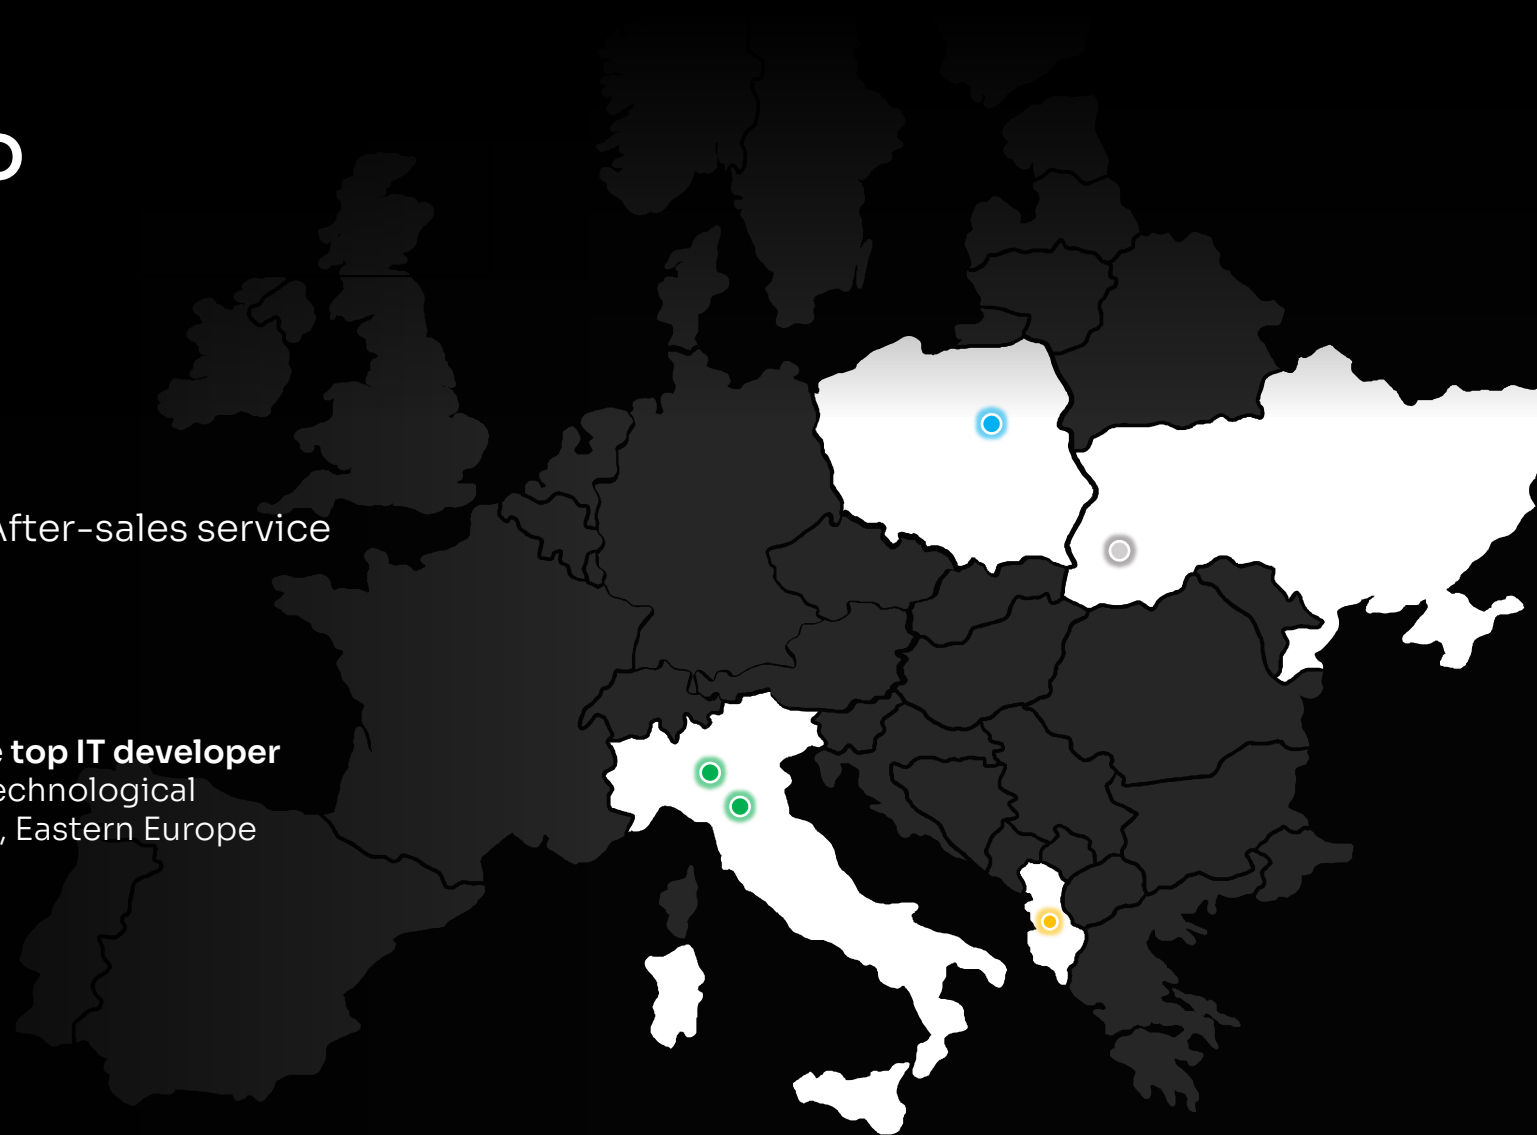 After-sales service
top IT developer
echnological
, Eastern Europe